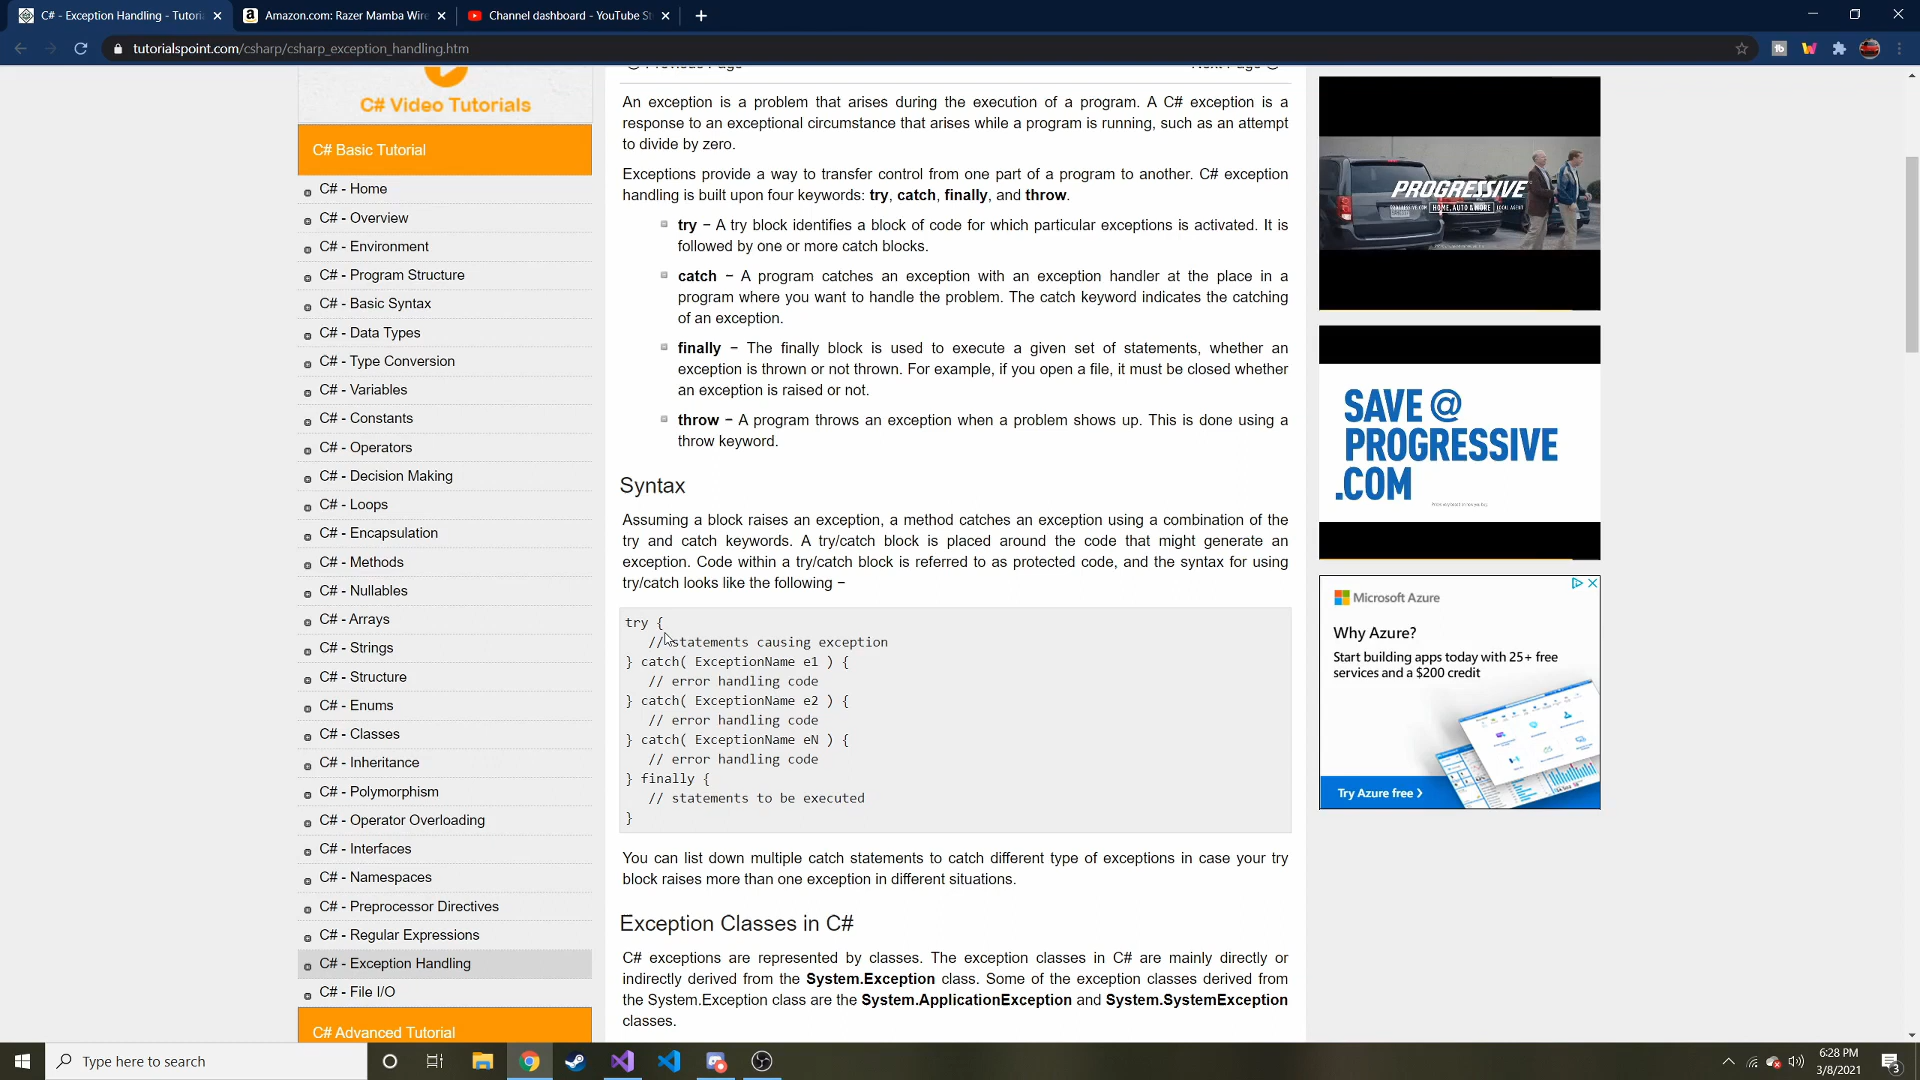 C# - Exception Handling - Tutori
Amazon.com: Razer Mamba Wire
Channel dashboard - YouTube St
tutorialspoint.com/csharp/csharp_exception_handling.htm
C# Video Tutorials
C# Basic Tutorial
C# - Home
C# - Overview
C# - Environment
C# - Program Structure
C# - Basic Syntax
C# - Data Types
C# - Type Conversion
C# - Variables
C# - Constants
C# - Operators
C# - Decision Making
C# - Loops
C# - Encapsulation
C# - Methods
C# - Nullables
C# - Arrays
C# - Strings
C# - Structure
C# - Enums
C# - Classes
C# - Inheritance
C# - Polymorphism
C# - Operator Overloading
C# - Interfaces
C# - Namespaces
C# - Preprocessor Directives
C# - Regular Expressions
C# - Exception Handling
C# - File I/O
C# Advanced Tutorial
Previous Page
Next Page
An exception is a problem that arises during the execution of a program. A C# exception is a
response to an exceptional circumstance that arises while a program is running, such as an attempt
to divide by zero.
Exceptions provide a way to transfer control from one part of a program to another. C# exception
handling is built upon four keywords: try, catch, finally, and throw.
try − A try block identifies a block of code for which particular exceptions is activated. It is
followed by one or more catch blocks.
catch − A program catches an exception with an exception handler at the place in a
program where you want to handle the problem. The catch keyword indicates the catching
of an exception.
finally − The finally block is used to execute a given set of statements, whether an
exception is thrown or not thrown. For example, if you open a file, it must be closed whether
an exception is raised or not.
throw − A program throws an exception when a problem shows up. This is done using a
throw keyword.
Syntax
Assuming a block raises an exception, a method catches an exception using a combination of the
try and catch keywords. A try/catch block is placed around the code that might generate an
exception. Code within a try/catch block is referred to as protected code, and the syntax for using
try/catch looks like the following −
try {
// statements causing exception
} catch( ExceptionName e1 ) {
// error handling code
} catch( ExceptionName e2 ) {
// error handling code
} catch( ExceptionName eN ) {
// error handling code
} finally {
// statements to be executed
}
You can list down multiple catch statements to catch different type of exceptions in case your try
block raises more than one exception in different situations.
Exception Classes in C#
C# exceptions are represented by classes. The exception classes in C# are mainly directly or
indirectly derived from the System.Exception class. Some of the exception classes derived from
the System.Exception class are the System.ApplicationException and System.SystemException
classes.
PROGRESSIVE
PROGRESSIVE.COM HOME, AUTO & MORE LOCAL AGENT
SAVE @
PROGRESSIVE
.COM
Microsoft Azure
Why Azure?
Start building apps today with 25+ free
services and a $200 credit
Try Azure free >
Type here to search
6:28 PM
3/8/2021
3